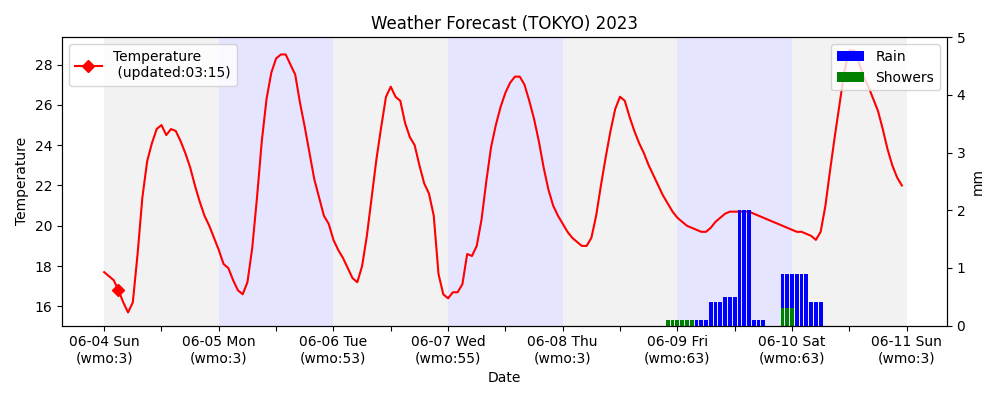 Weather Forecast (TOKYO) 2023
Temperature
(updated:03:15)
Rain
Showers
Temperature
28
26
24
22
20
18
16
5
4
3
2
1
0
mm
06-04 Sun
(wmo:3)
06-05 Mon
(wmo:3)
06-06 Tue
(wmo:53)
06-07 Wed
(wmo:55)
06-08 Thu
(wmo:3)
06-09 Fri
(wmo:63)
06-10 Sat
(wmo:63)
06-11 Sun
(wmo:3)
Date